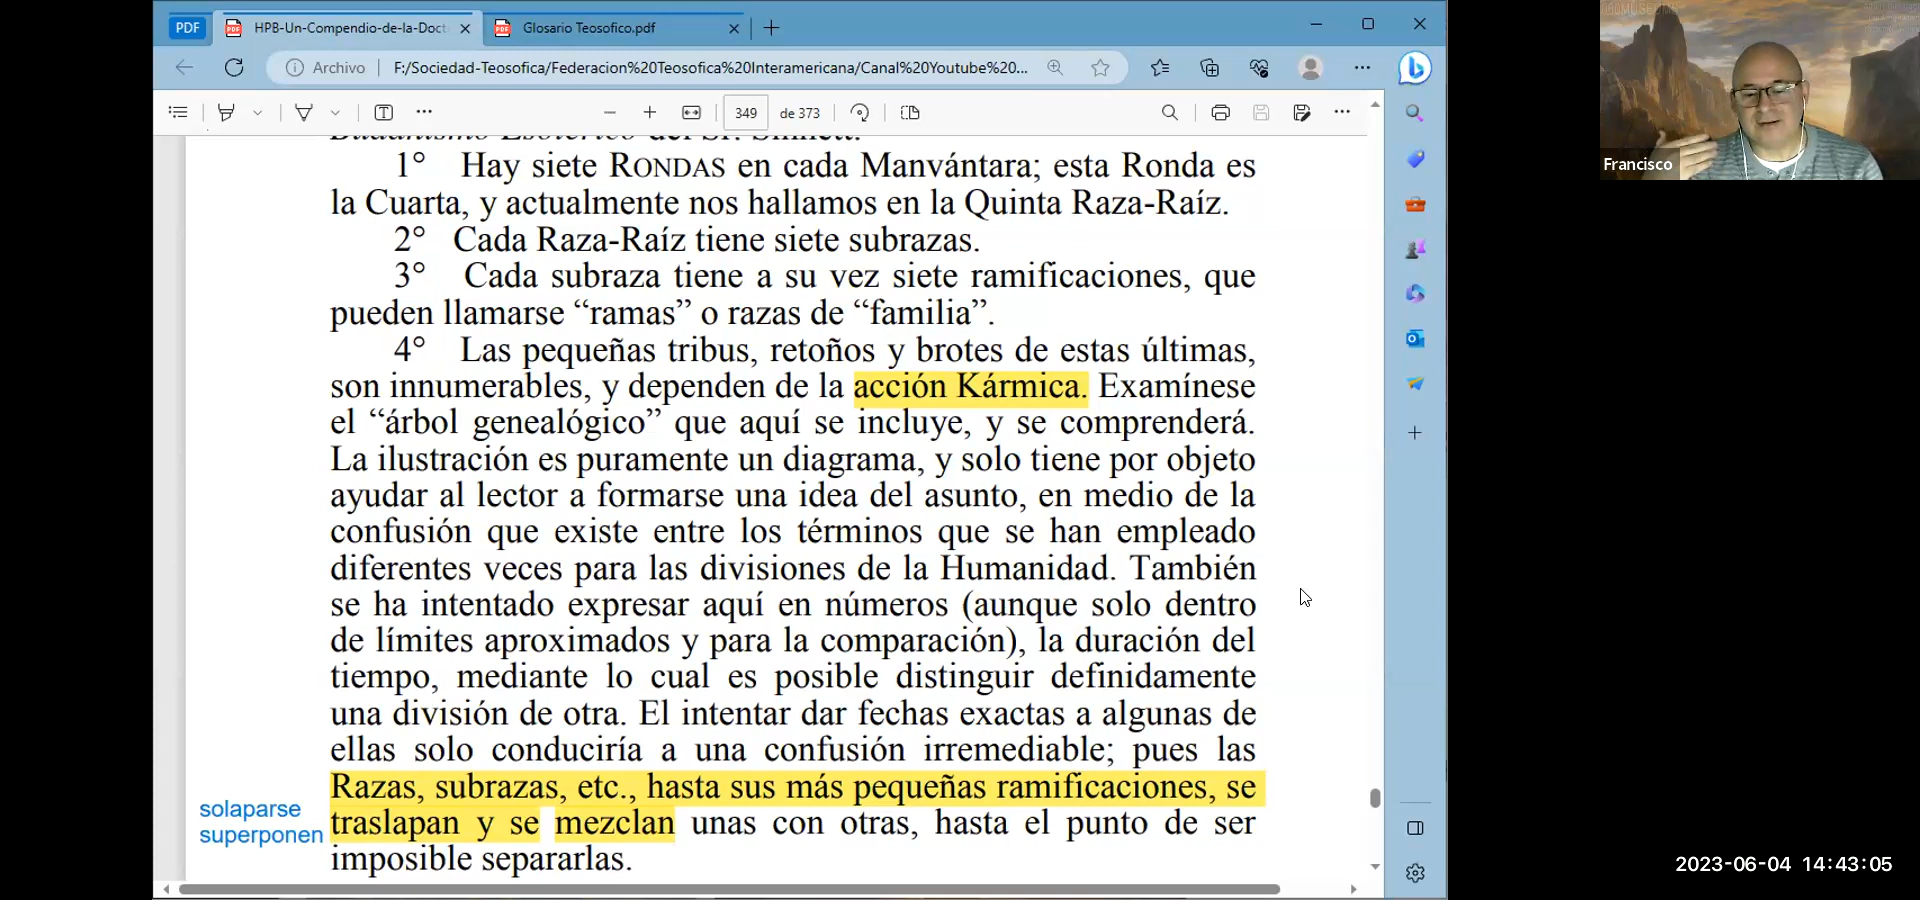 PDF
HPB-Un-Compendio-de-la-Doct
Glosario Teosofico.pdf
Archivo
F:/Sociedad-Teosofica/Federacion%20Teosofica%20Interamericana/Canal%20Youtube%20...
349 de 373
Buddhismo Esotérico del Sr. Sinnett.
1° Hay siete RONDAS en cada Manvántara; esta Ronda es
la Cuarta, y actualmente nos hallamos en la Quinta Raza-Raíz.
2° Cada Raza-Raíz tiene siete subrazas.
3° Cada subraza tiene a su vez siete ramificaciones, que
pueden llamarse “ramas” o razas de “familia”.
4° Las pequeñas tribus, retoños y brotes de estas últimas,
son innumerables, y dependen de la acción Kármica. Examínese
el “árbol genealógico” que aquí se incluye, y se comprenderá.
La ilustración es puramente un diagrama, y solo tiene por objeto
ayudar al lector a formarse una idea del asunto, en medio de la
confusión que existe entre los términos que se han empleado
diferentes veces para las divisiones de la Humanidad. También
se ha intentado expresar aquí en números (aunque solo dentro
de límites aproximados y para la comparación), la duración del
tiempo, mediante lo cual es posible distinguir definidamente
una división de otra. El intentar dar fechas exactas a algunas de
ellas solo conduciría a una confusión irremediable; pues las
Razas, subrazas, etc., hasta sus más pequeñas ramificaciones, se
traslapan y se mezclan unas con otras, hasta el punto de ser
imposible separarlas.
solaparse
superponen
Francisco
2023-06-04 14:43:05